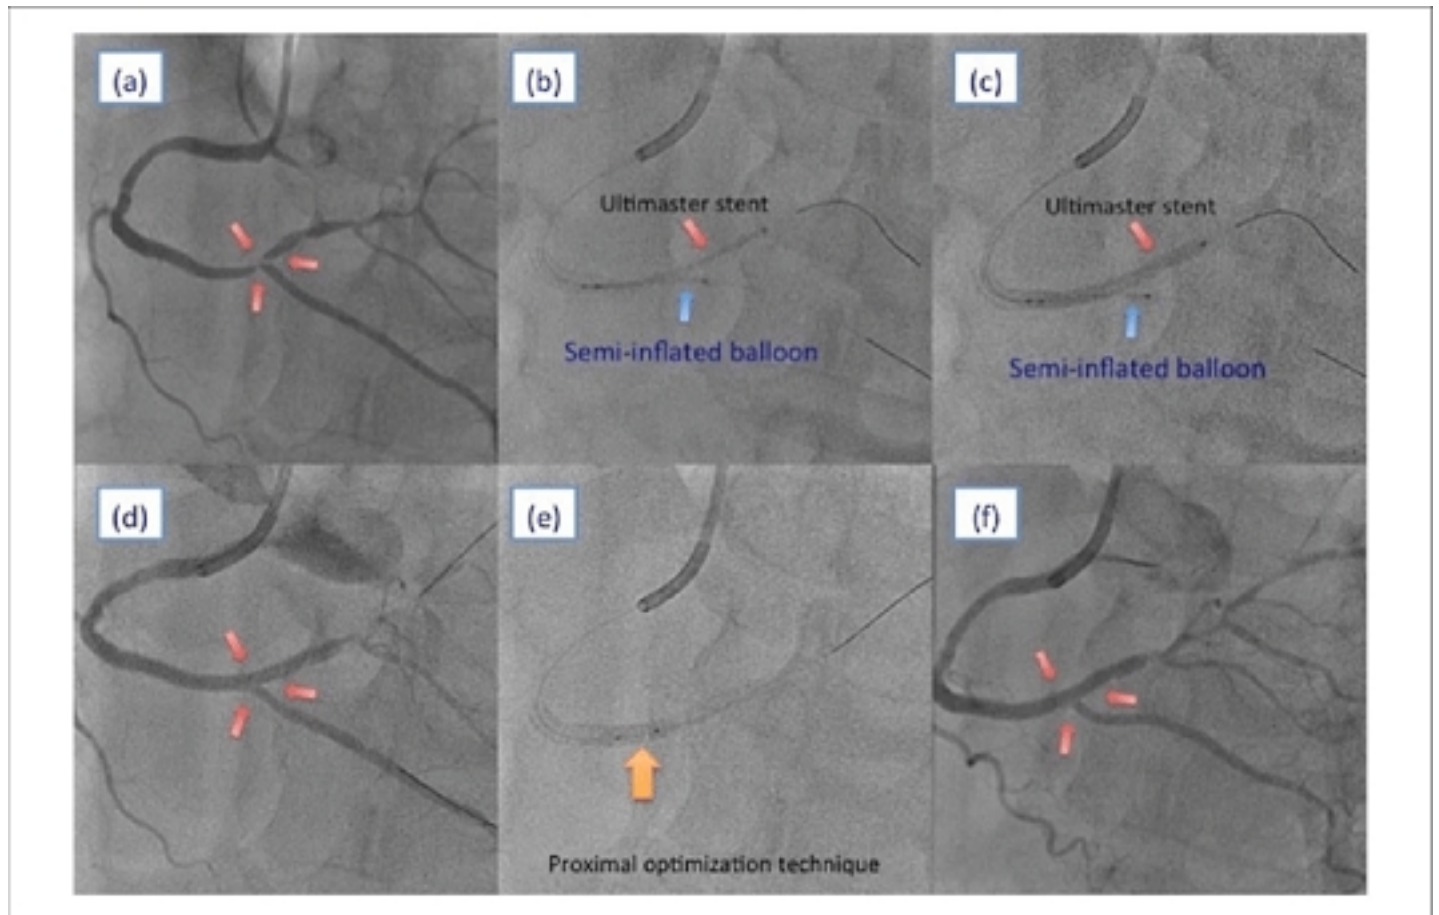 (a)
(b)
(c)
Ultimaster stent
Ultimaster stent
Semi-inflated balloon
Semi-inflated balloon
(d)
(e)
(f)
Proximal optimization technique